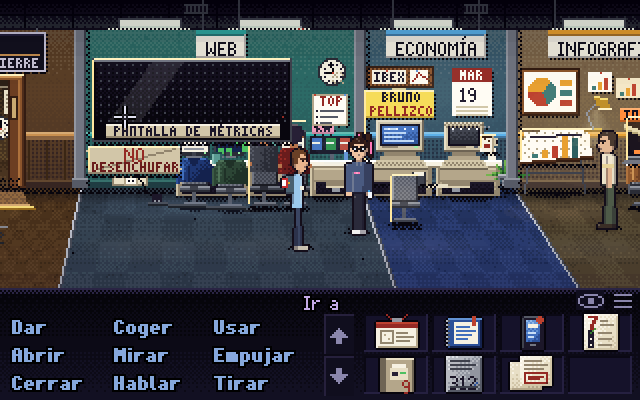 IERRE
WEB
ECONOMÍA
INFOGRAFÍ
IBEX
MAR
19
TOP
BRUNO
PELLIZCO
PANTALLA DE MÉTRICAS
NO
DESENCHUFAR
Ir a
Dar
Coger
Usar
Abrir
Mirar
Empujar
Cerrar
Hablar
Tirar
7
312